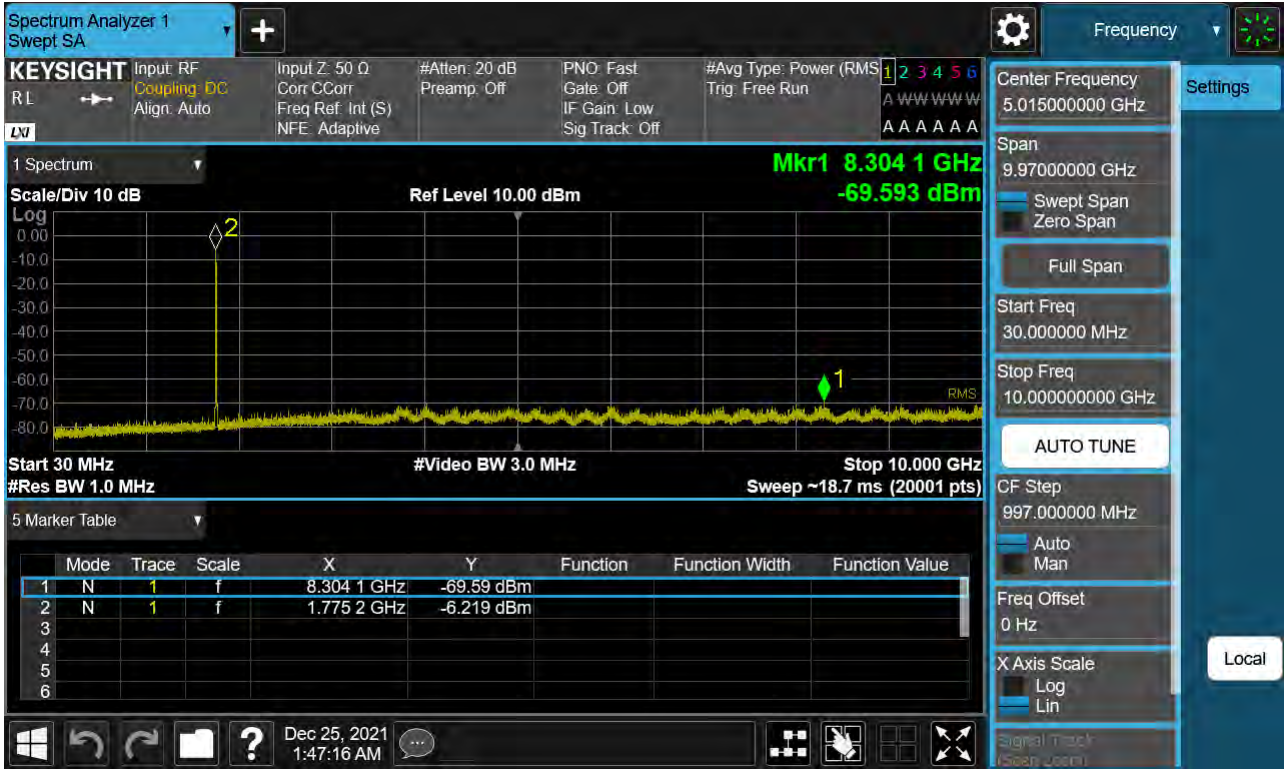 Spectrum Analyzer 1
Swept SA
Frequency
KEYSIGHT
RL
LXI
Input: RF
Coupling: DC
Align: Auto
Input Z: 50 Ω
Corr CCorr
Freq Ref: Int (S)
NFE: Adaptive
#Atten: 20 dB
Preamp: Off
PNO: Fast
Gate: Off
IF Gain: Low
Sig Track: Off
#Avg Type: Power (RMS
Trig: Free Run
1 2 3 4 5 6
A W W W W W
A A A A A A
1 Spectrum
Scale/Div 10 dB
Ref Level 10.00 dBm
Mkr1 8.304 1 GHz
-69.593 dBm
Log
0.00
-10.0
-20.0
-30.0
-40.0
-50.0
-60.0
-70.0
-80.0
2
1
RMS
Start 30 MHz
#Video BW 3.0 MHz
Stop 10.000 GHz
#Res BW 1.0 MHz
Sweep ~18.7 ms (20001 pts)
5 Marker Table
Mode Trace Scale X Y Function Function Width Function Value
1 N 1 f 8.304 1 GHz -69.59 dBm
2 N 1 f 1.775 2 GHz -6.219 dBm
3
4
5
6
Dec 25, 2021
1:47:16 AM
Center Frequency
5.015000000 GHz
Settings
Span
9.97000000 GHz
Swept Span
Zero Span
Full Span
Start Freq
30.000000 MHz
Stop Freq
10.000000000 GHz
AUTO TUNE
CF Step
997.000000 MHz
Auto
Man
Freq Offset
0 Hz
X Axis Scale
Log
Lin
Local
Signal Track
(Span Zoom)